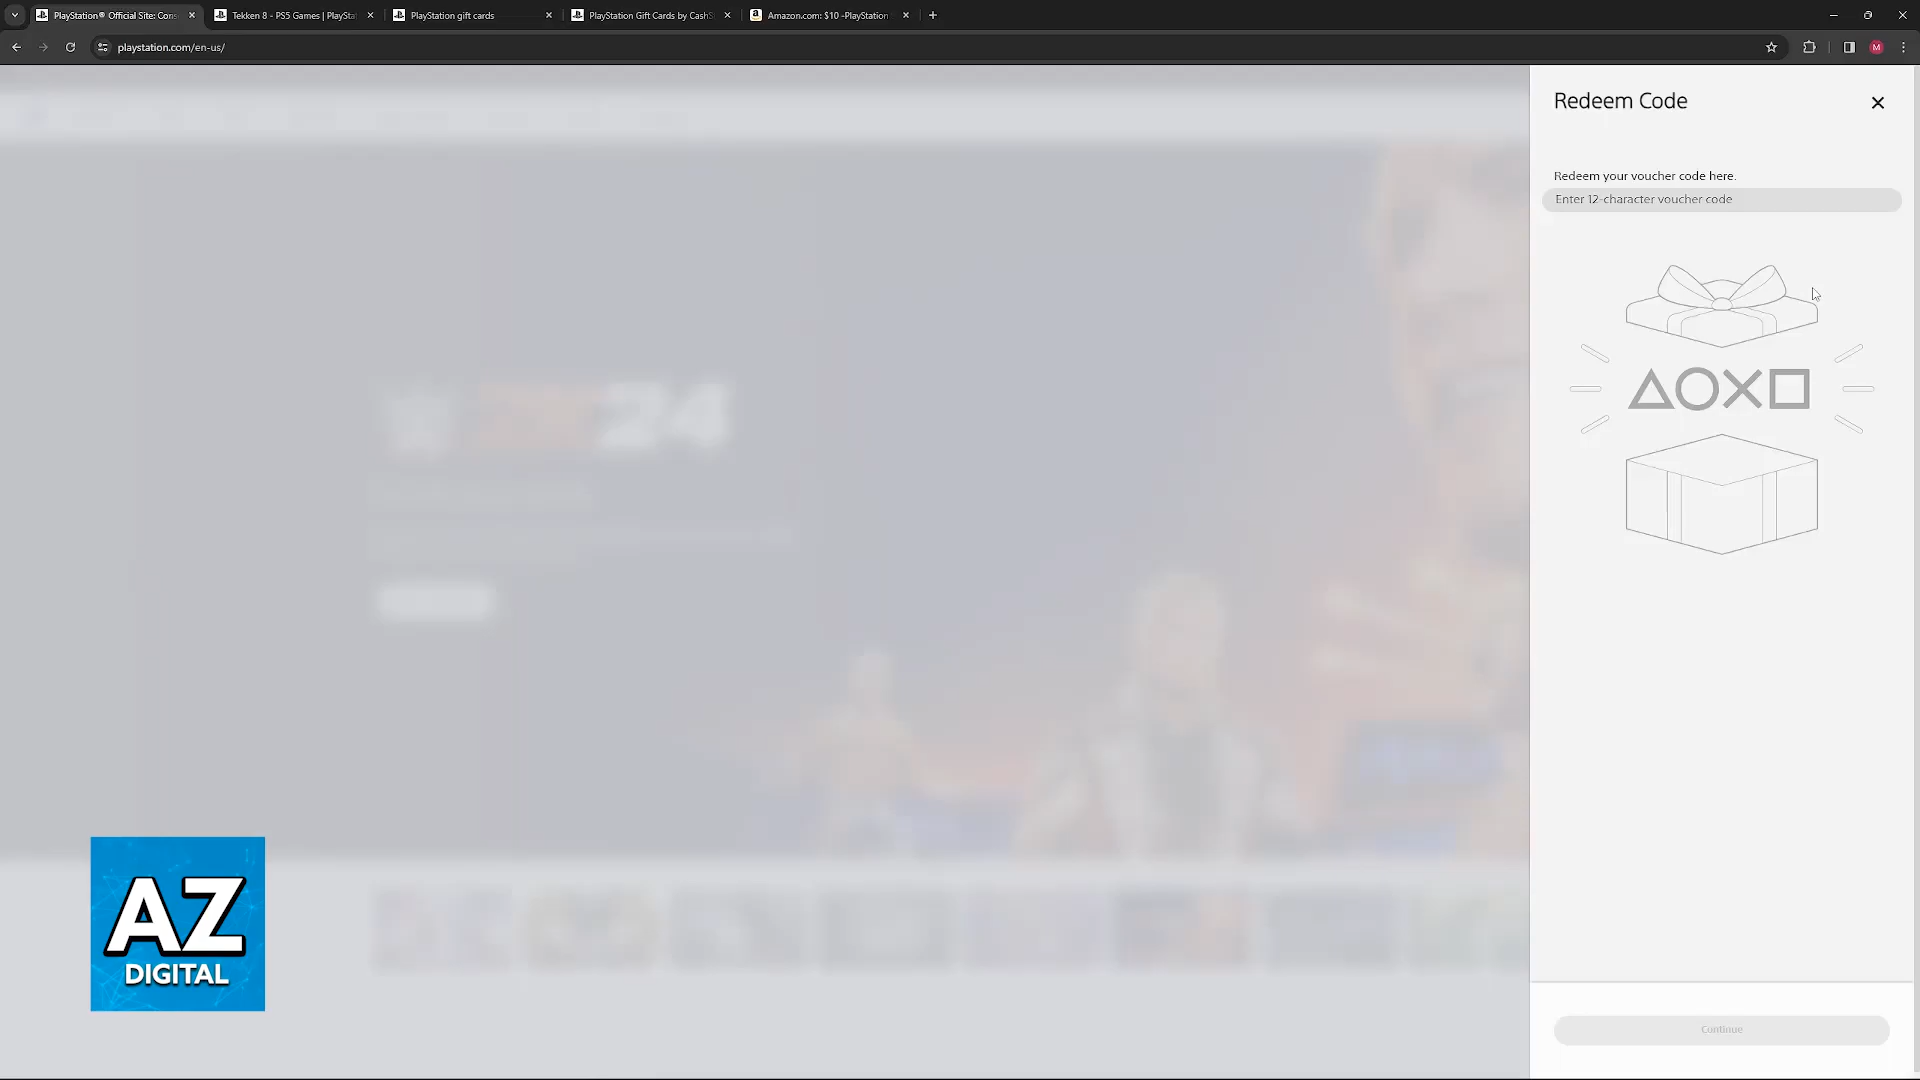 PlayStation® Official Site: Cons
Tekken 8 - PS5 Games | PlaySta
PlayStation gift cards
PlayStation Gift Cards by CashS
Amazon.com: $10 -PlayStation
playstation.com/en-us/
M
Redeem Code
Redeem your voucher code here.
Enter 12-character voucher code
24
AZ
DIGITAL
Continue